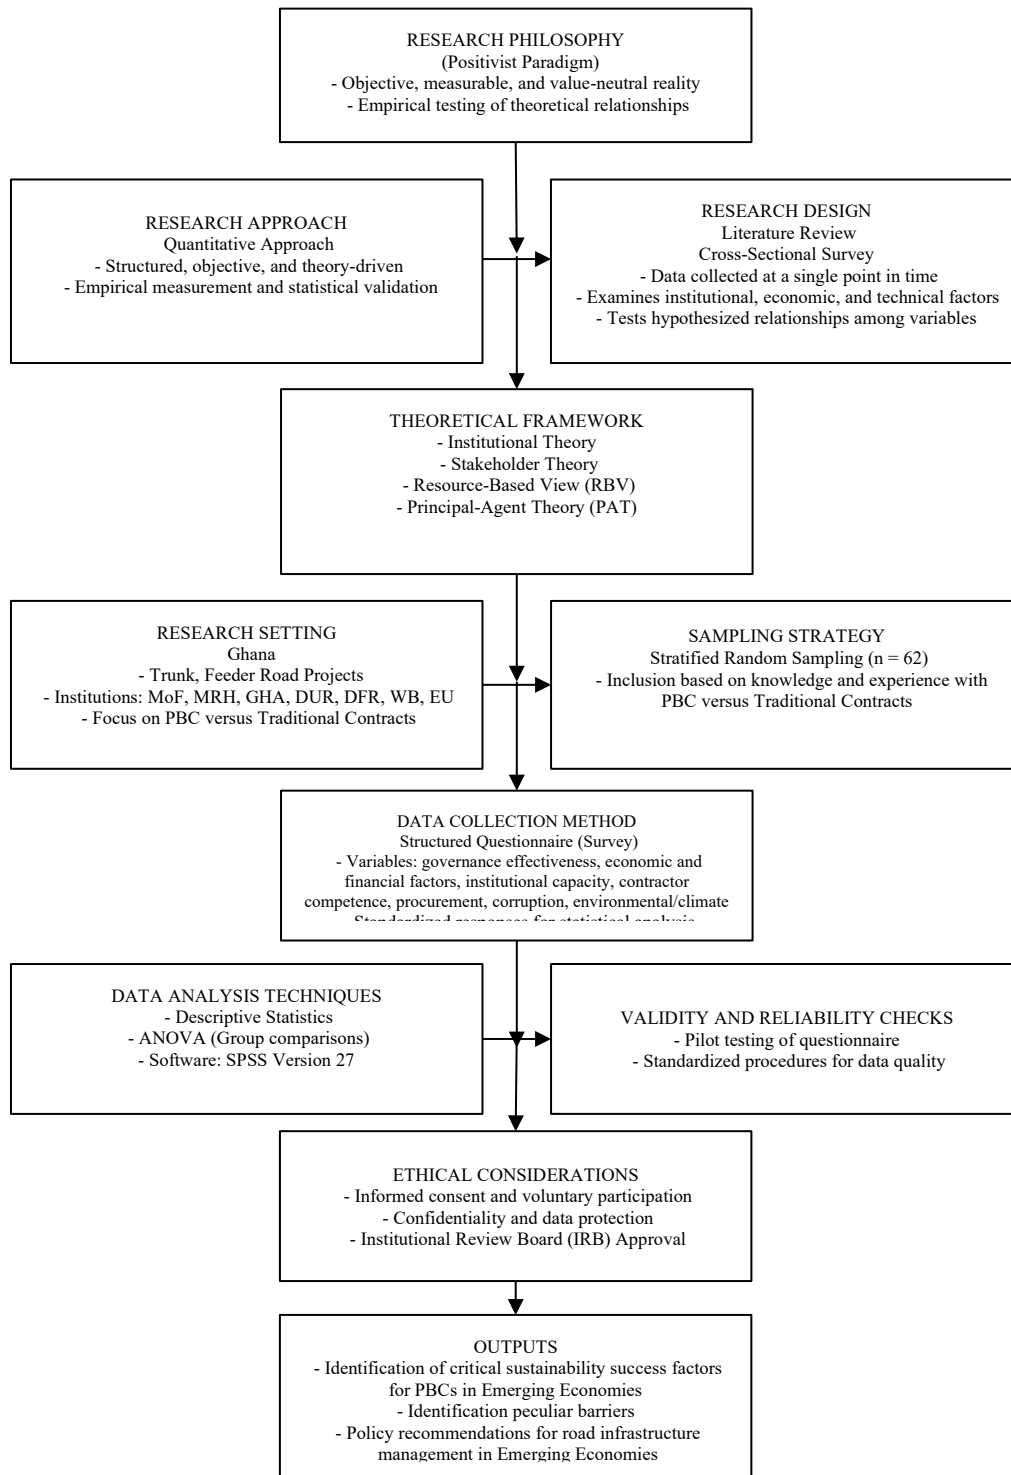 RESEARCH PHILOSOPHY
(Positivist Paradigm)
- Objective, measurable, and value-neutral reality
- Empirical testing of theoretical relationships
RESEARCH APPROACH
Quantitative Approach
- Structured, objective, and theory-driven
- Empirical measurement and statistical validation
RESEARCH DESIGN
Literature Review
Cross-Sectional Survey
- Data collected at a single point in time
- Examines institutional, economic, and technical factors
- Tests hypothesized relationships among variables
THEORETICAL FRAMEWORK
- Institutional Theory
- Stakeholder Theory
- Resource-Based View (RBV)
- Principal-Agent Theory (PAT)
RESEARCH SETTING
Ghana
- Trunk, Feeder Road Projects
- Institutions: MoF, MRH, GHA, DUR, DFR, WB, EU
- Focus on PBC versus Traditional Contracts
SAMPLING STRATEGY
Stratified Random Sampling (n = 62)
- Inclusion based on knowledge and experience with
PBC versus Traditional Contracts
DATA COLLECTION METHOD
Structured Questionnaire (Survey)
- Variables: governance effectiveness, economic and
financial factors, institutional capacity, contractor
competence, procurement, corruption, environmental/climate
Standardized responses for statistical analysis
DATA ANALYSIS TECHNIQUES
- Descriptive Statistics
- ANOVA (Group comparisons)
- Software: SPSS Version 27
VALIDITY AND RELIABILITY CHECKS
- Pilot testing of questionnaire
- Standardized procedures for data quality
ETHICAL CONSIDERATIONS
- Informed consent and voluntary participation
- Confidentiality and data protection
- Institutional Review Board (IRB) Approval
OUTPUTS
- Identification of critical sustainability success factors
for PBCs in Emerging Economies
- Identification peculiar barriers
- Policy recommendations for road infrastructure
management in Emerging Economies